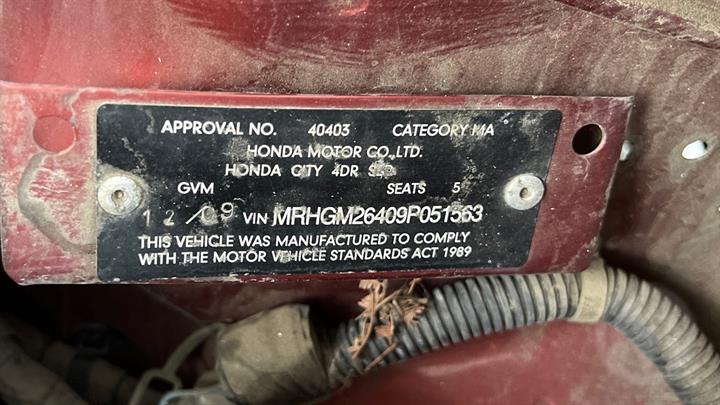 APPROVAL NO. 40403 CATEGORY MA
HONDA MOTOR CO., LTD.
HONDA CITY 4DR
GVM SEATS 5
12/09 VIN MRHGM26409P051563
THIS VEHICLE WAS MANUFACTURED TO COMPLY
WITH THE MOTOR VEHICLE STANDARDS ACT 1989